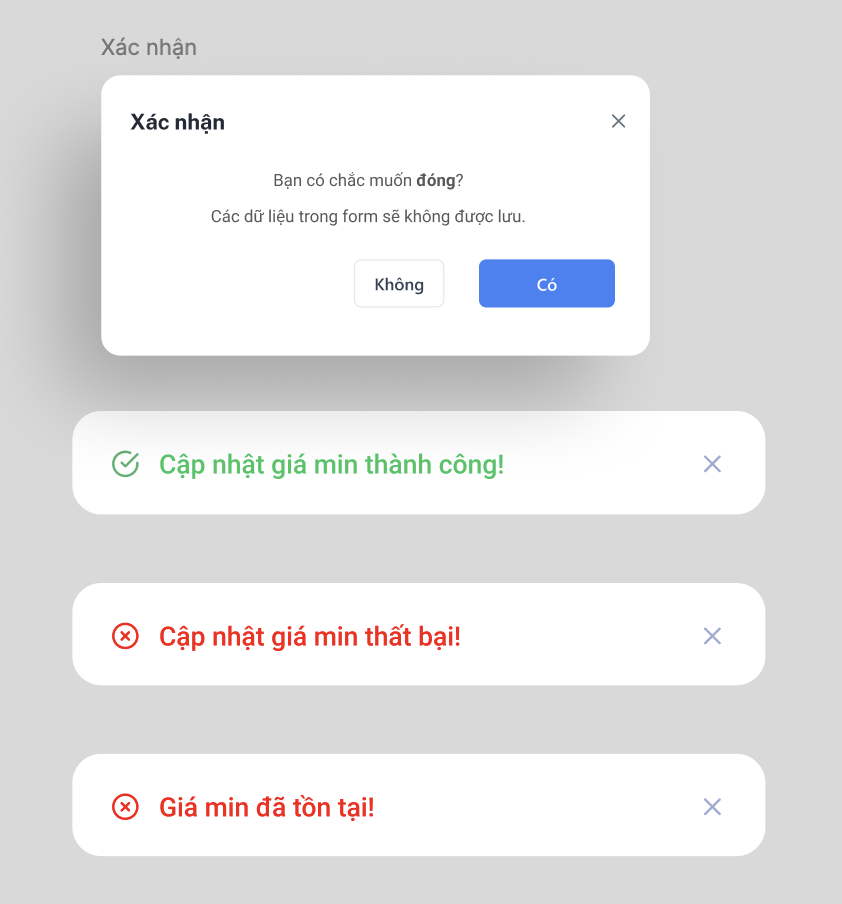 Xác nhận
Xác nhận
Bạn có chắc muốn đóng?
Các dữ liệu trong form sẽ không được lưu.
Không
Có
Cập nhật giá min thành công!
Cập nhật giá min thất bại!
Giá min đã tồn tại!